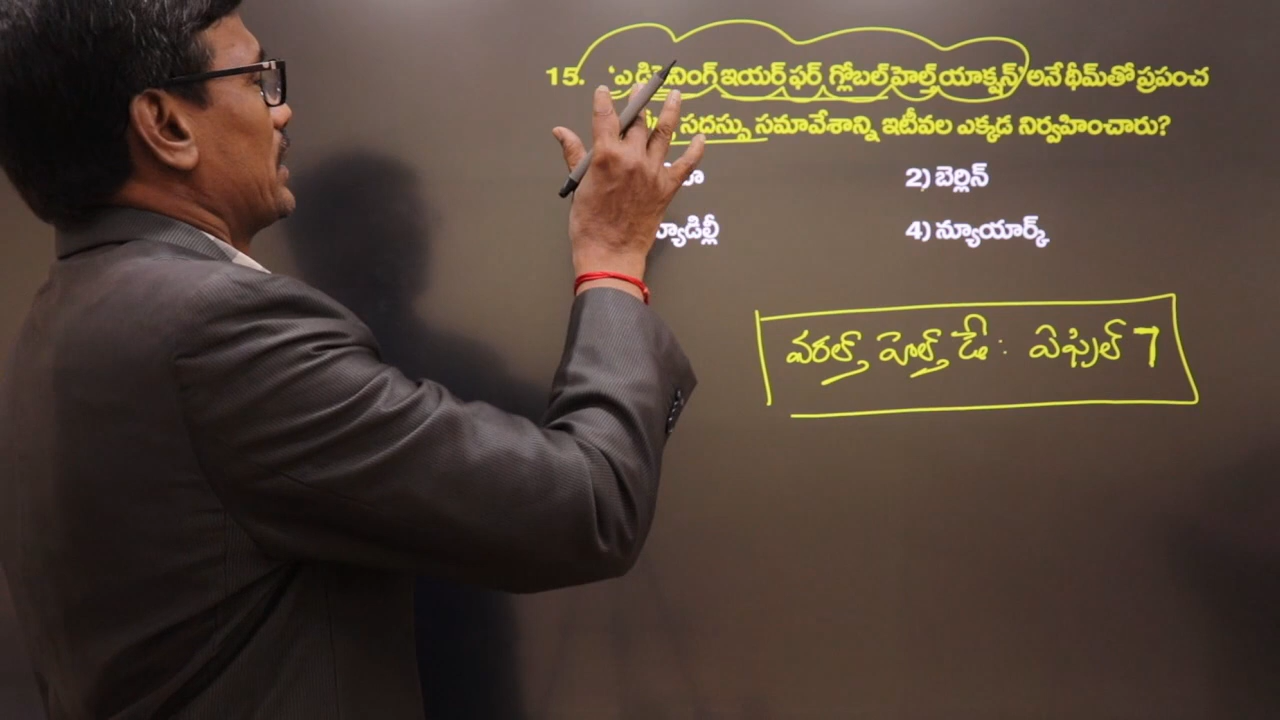 15. 'ఎ డిఫైనింగ్ ఇయర్ ఫర్ గ్లోబల్ హెల్త్ యాక్షన్' అనే థీమ్‌తో ప్రపంచ
సదస్సు సమావేశాన్ని ఇటీవల ఎక్కడ నిర్వహించారు?
2) బెర్లిన్
4) న్యూయార్క్
వరల్డ్ హెల్త్ డే : ఏప్రిల్ 7